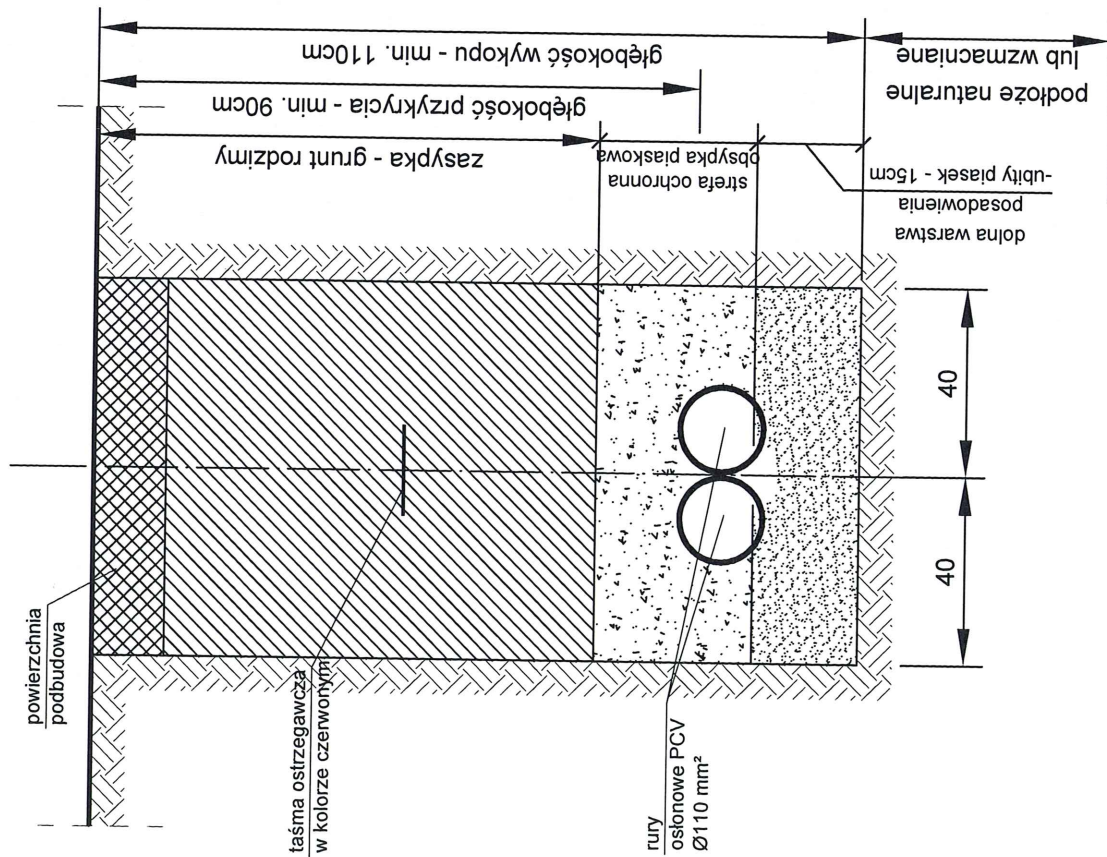 powierzchnia
podbudowa
taśma ostrzegawcza
w kolorze czerwonym
rury
osłonowe PCV
Ø110 mm²
głębokość wykopu - min. 110cm
głębokość przykrycia - min. 90cm
zasypka - grunt rodzimy
strefa ochronna
obsypka piaskowa
dolna warstwa
posadowienia
-ubity piasek - 15cm
podłoże naturalne
lub wzmacniane
40
40